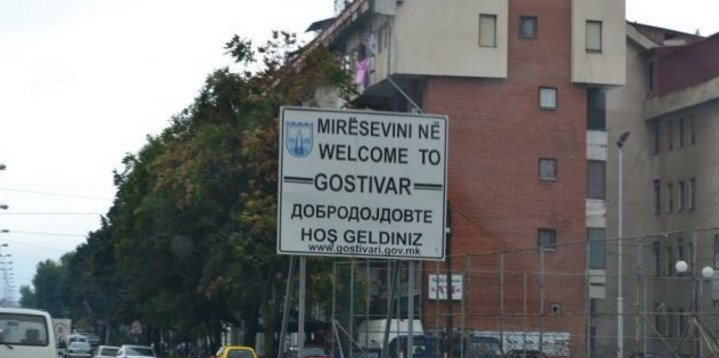 MIRËSEVINI NË
WELCOME TO
GOSTIVAR
ДОБРОДОЈДОВТЕ
HOŞ GELDINIZ
www.gostivari.gov.mk